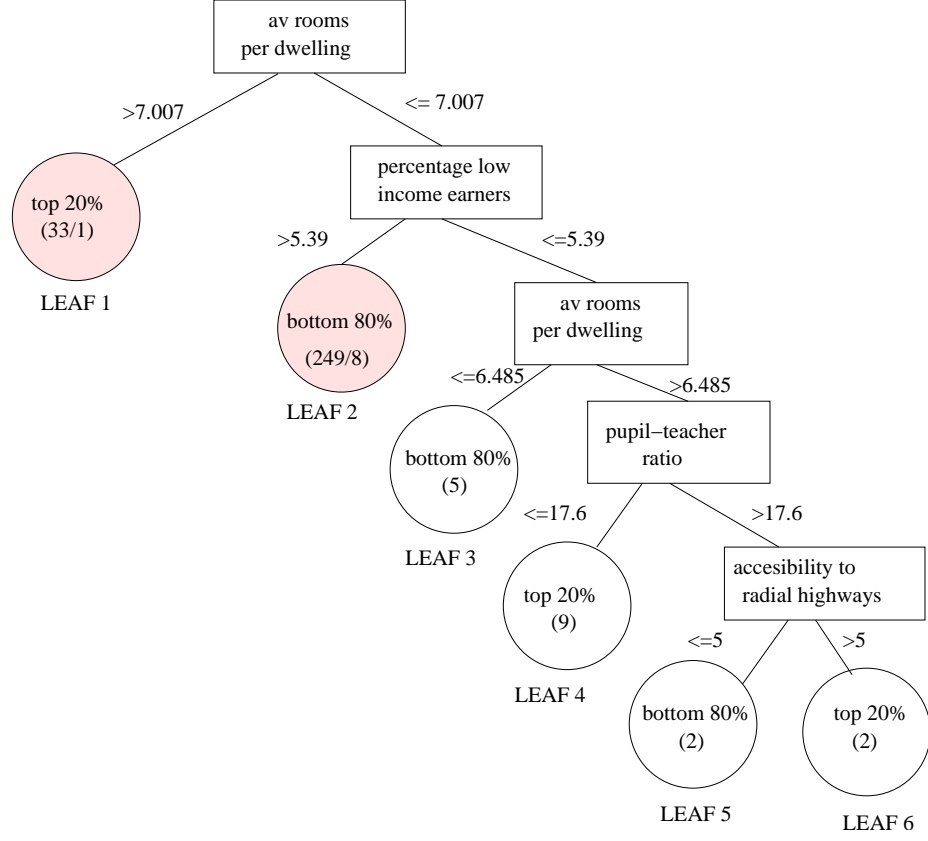 av rooms
per dwelling
>7.007
<= 7.007
percentage low
income earners
top 20%
(33/1)
LEAF 1
>5.39
<=5.39
av rooms
per dwelling
bottom 80%
(249/8)
LEAF 2
<=6.485
>6.485
pupil−teacher
ratio
bottom 80%
(5)
LEAF 3
<=17.6
>17.6
accesibility to
radial highways
top 20%
(9)
LEAF 4
<=5
>5
bottom 80%
(2)
LEAF 5
top 20%
(2)
LEAF 6